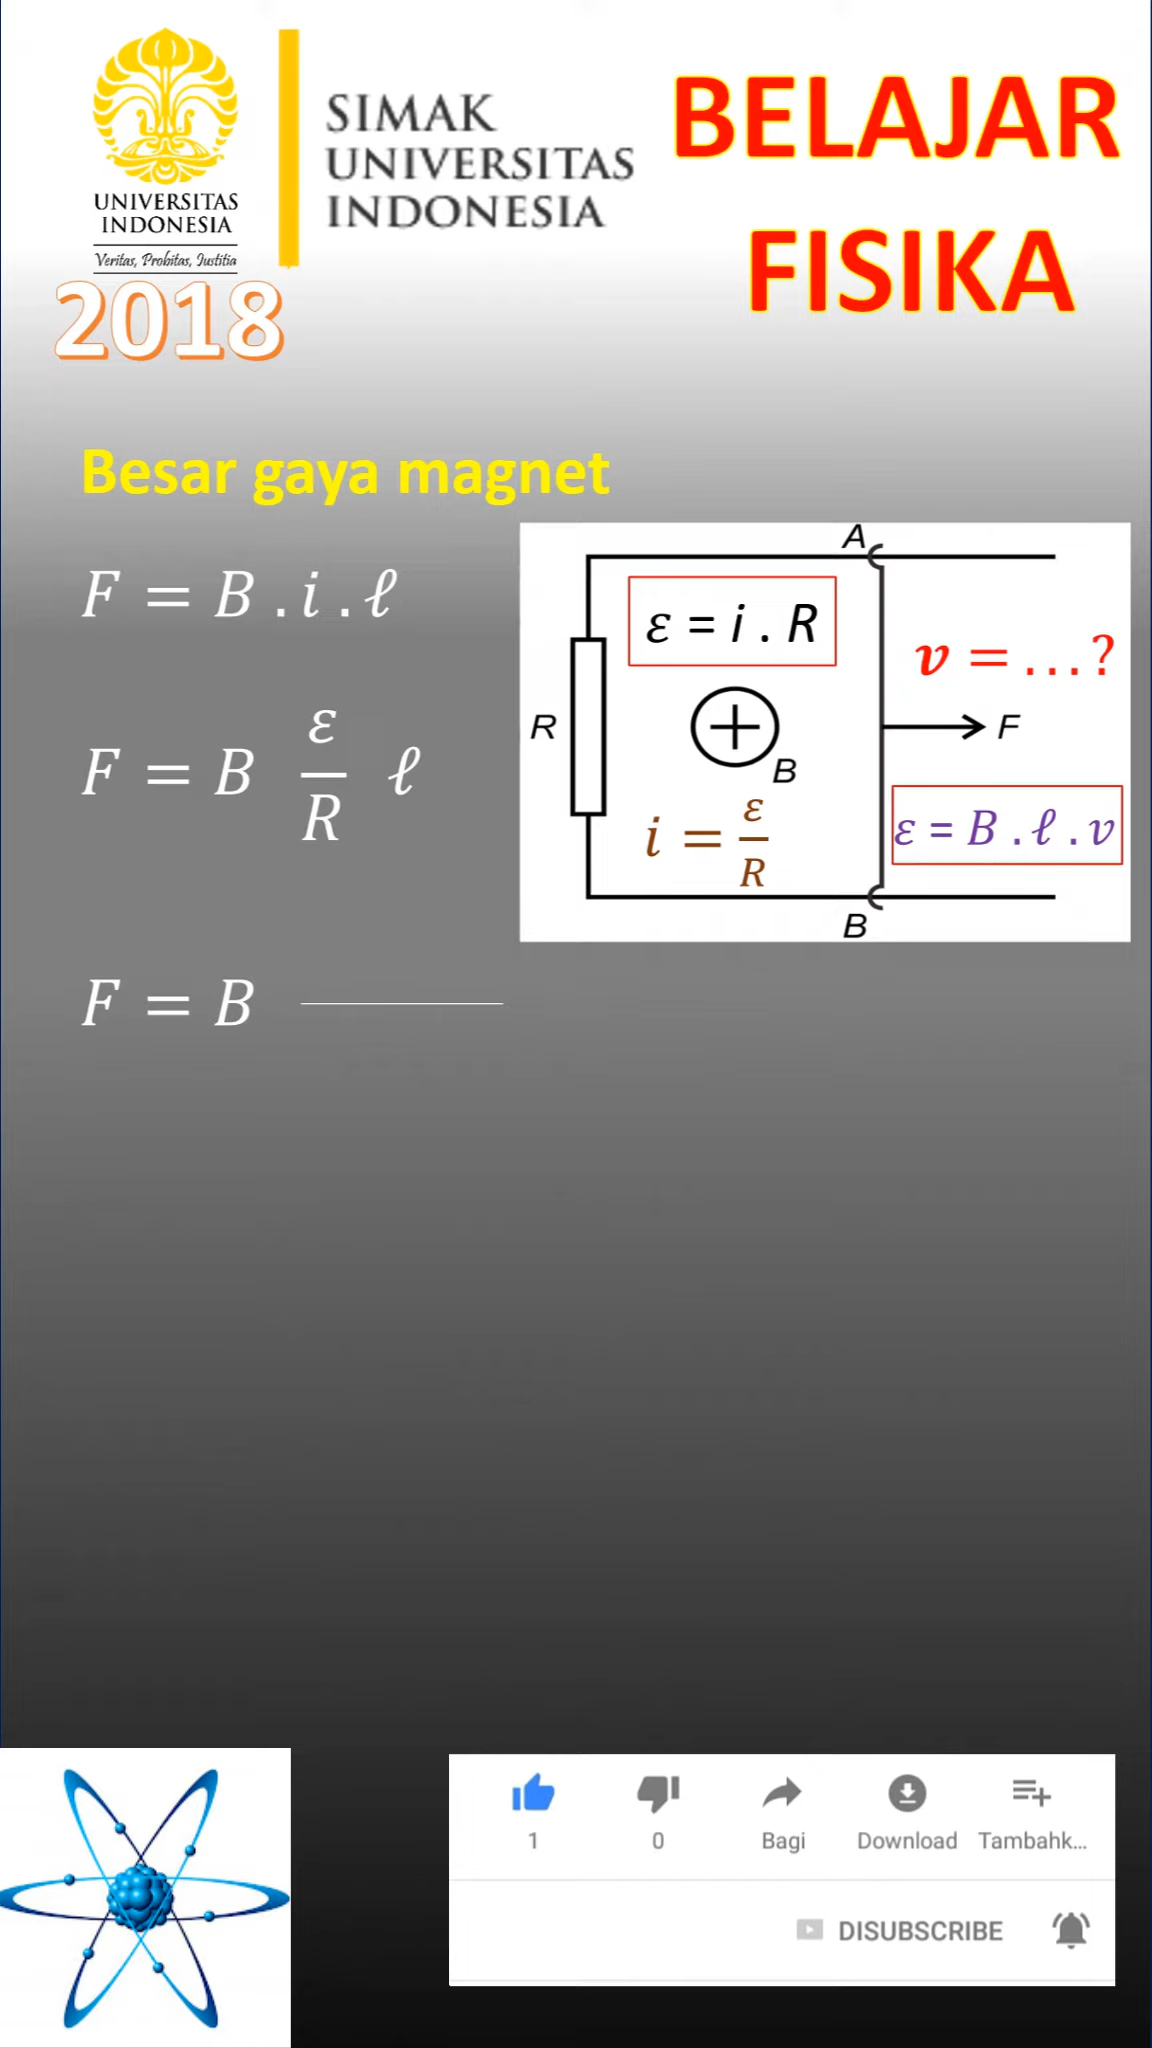 UNIVERSITAS
INDONESIA
Veritas, Probitas, Justitia
SIMAK
UNIVERSITAS
INDONESIA
BELAJAR
FISIKA
2018
Besar gaya magnet
F = B . i . ℓ
F = B ε/R ℓ
F = B
A
ε = i . R
v = ...?
R
B
F
i = ε/R
ε = B . ℓ . v
B
1
0
Bagi
Download
Tambahk...
DISUBSCRIBE